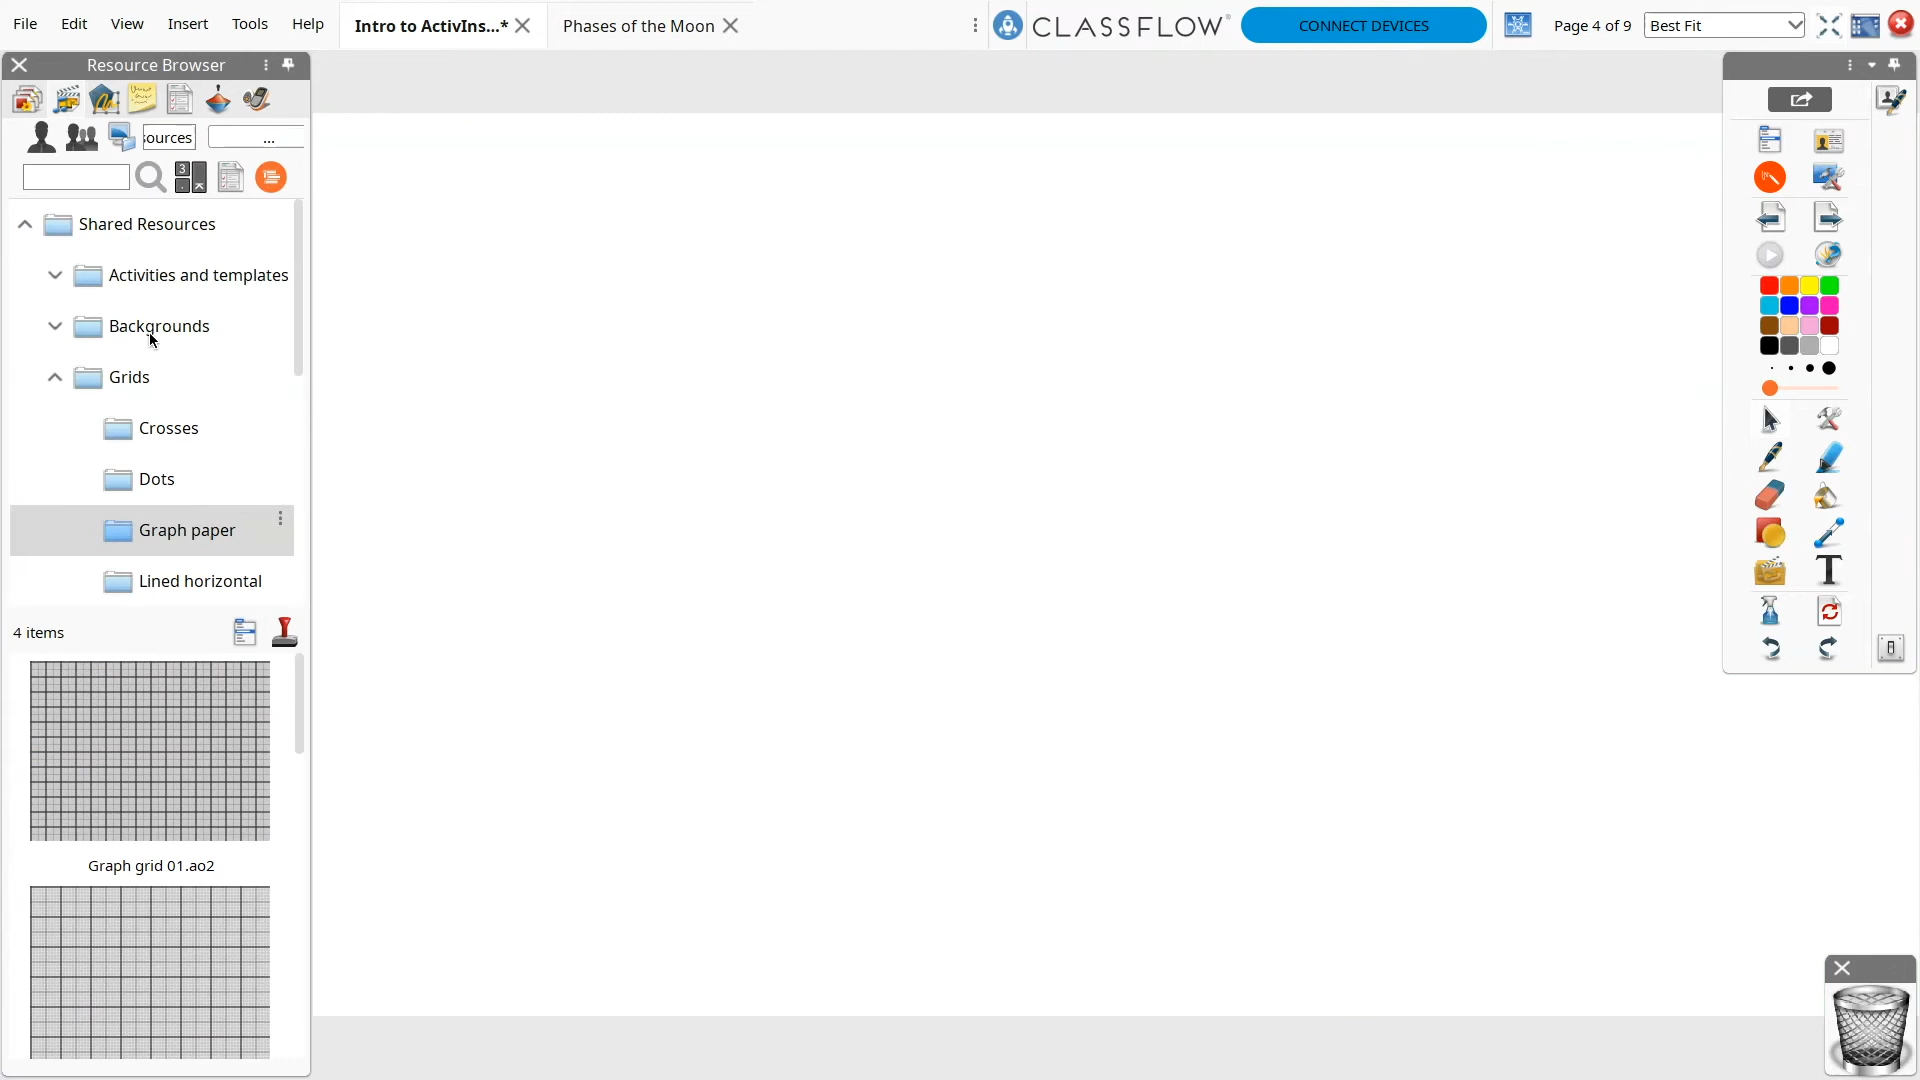 File Edit View Insert Tools Help Intro to ActivIns...* Phases of the Moon CLASSFLOW CONNECT DEVICES Page 4 of 9 Best Fit
Resource Browser
sources ...
Shared Resources
Activities and templates
Backgrounds
Grids
Crosses
Dots
Graph paper
Lined horizontal
4 items
Graph grid 01.ao2